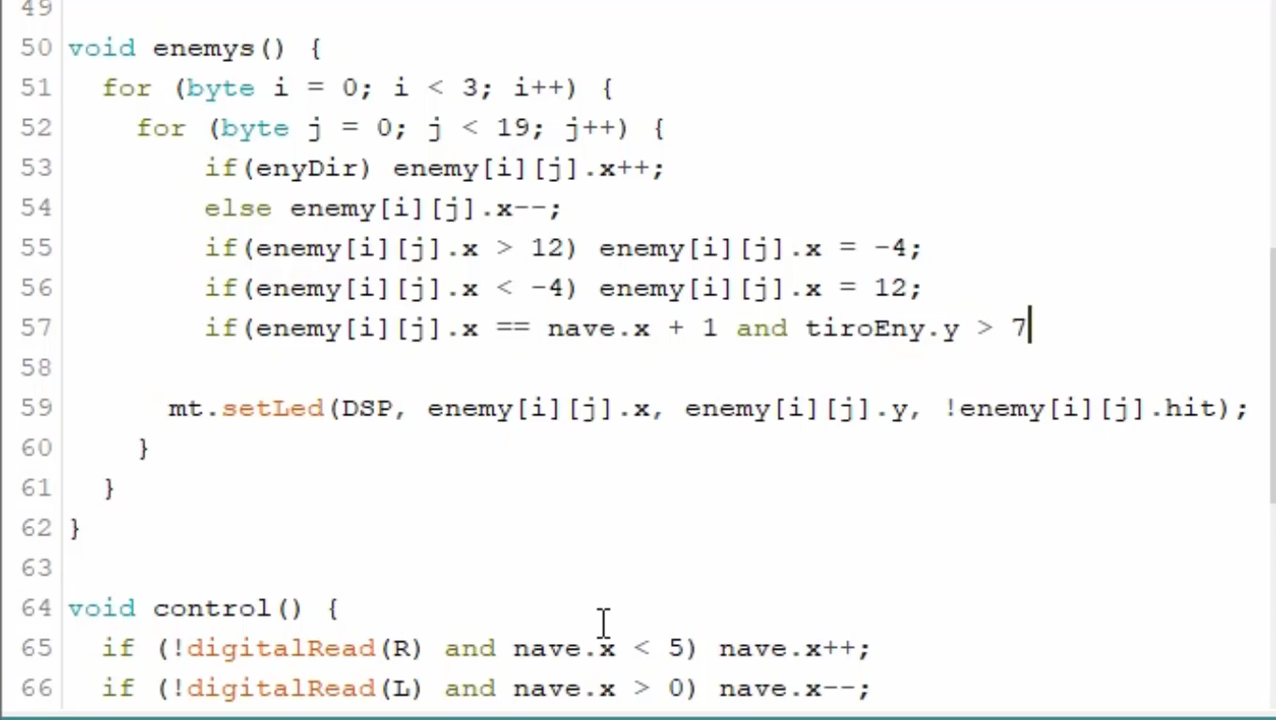 49
50 void enemys() {
51 for (byte i = 0; i < 3; i++) {
52 for (byte j = 0; j < 19; j++) {
53 if(enyDir) enemy[i][j].x++;
54 else enemy[i][j].x--;
55 if(enemy[i][j].x > 12) enemy[i][j].x = -4;
56 if(enemy[i][j].x < -4) enemy[i][j].x = 12;
57 if(enemy[i][j].x == nave.x + 1 and tiroEny.y > 7
58
59 mt.setLed(DSP, enemy[i][j].x, enemy[i][j].y, !enemy[i][j].hit);
60 }
61 }
62 }
63
64 void control() {
65 if (!digitalRead(R) and nave.x < 5) nave.x++;
66 if (!digitalRead(L) and nave.x > 0) nave.x--;